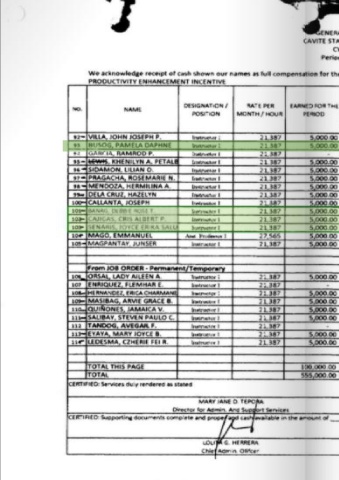 GENERA
CAVITE STA
Perio
We acknowledge receipt of cash shown our names as full compensation for the
PRODUCTIVITY ENHANCEMENT INCENTIVE
NO. NAME DESIGNATION / POSITION RATE PER MONTH / HOUR EARNED FOR THE PERIOD
92 VILLA, JOHN JOSEPH P. Instructor I 21,387 5,000.00
93 BUSOG, PAMELA DAPHNE Instructor I 21,387 5,000.00
94 GARCIA, RAMROD P. Instructor I 21,387
95 LEWIS, KHENILYN A. PETALB Instructor I 21,387 5,000.00
96 SIDAMON, LILIAN O. Instructor I 21,387 5,000.00
97 PRAGACHA, ROSEMARIE N. Instructor I 21,387 5,000.00
98 MENDOZA, HERMILINA A. Instructor I 21,387 5,000.00
99 DELA CRUZ, HAZELYN Instructor I 21,387 5,000.00
100 CALLANTA, JOSEPH Instructor I 21,387 5,000.00
101 Instructor I 21,387 5,000.00
102 CABUAS, CRIS ALBERT P. Instructor I 21,387 5,000.00
103 SENARIS, JOYCE ERIKA Instructor I 21,387 5,000.00
104 MAGO, EMMANUEL Asst. Professor I 27,565 5,000.00
105 MAGPANTAY, JUNSER Instructor I 21,387 5,000.00
From JOB ORDER - Permanent/Temporary
106 ORSAL, LADY AILEEN A. Instructor I 21,387 5,000.00
107 ENRIQUEZ, FLEMHAR E. Instructor I 21,387 -
108 HERNANDEZ, ERICA CHARMANE Instructor I 21,387 5,000.00
109 MASIBAG, ARVIE GRACE B. Instructor I 21,387 5,000.00
110 QUIÑONES, JAMAICA V. Instructor I 21,387 5,000.00
111 SALIBAY, STEVEN PAULO C. Instructor I 21,387 5,000.00
112 TANDOG, AVEGAIL F. Instructor I 21,387 -
113 EYAYA, MARY JOYCE B. Instructor I 21,387 5,000.00
114 LEDESMA, CZHERIE FEI R. Instructor I 21,387 5,000.00
TOTAL THIS PAGE 100,000.00
TOTAL 555,000.00
CERTIFIED: Services duly rendered as stated
MARY JANE D. TEPORA
Director for Admin. And Support Services
CERTIFIED: Supporting documents complete and proper and cash available in the amount of
LOLITA G. HERRERA
Chief Admin. Officer